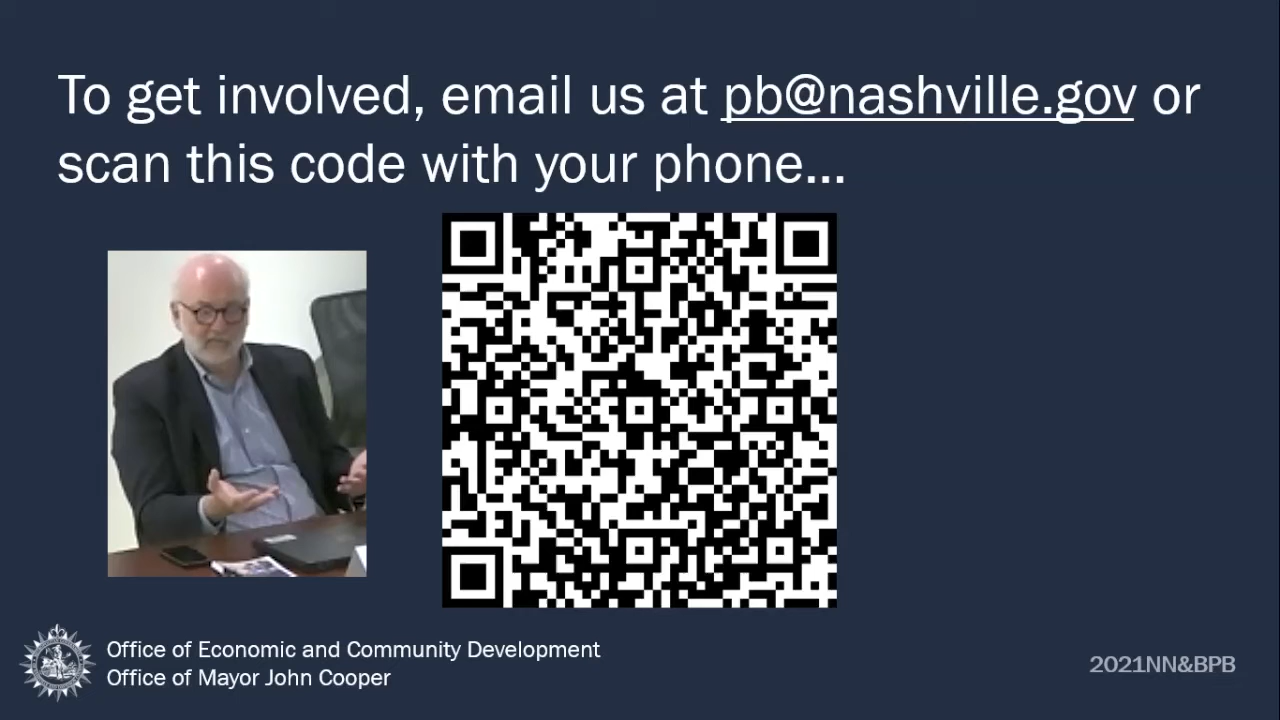 To get involved, email us at pb@nashville.gov or
scan this code with your phone...
Office of Economic and Community Development
Office of Mayor John Cooper
2021NN&BPB